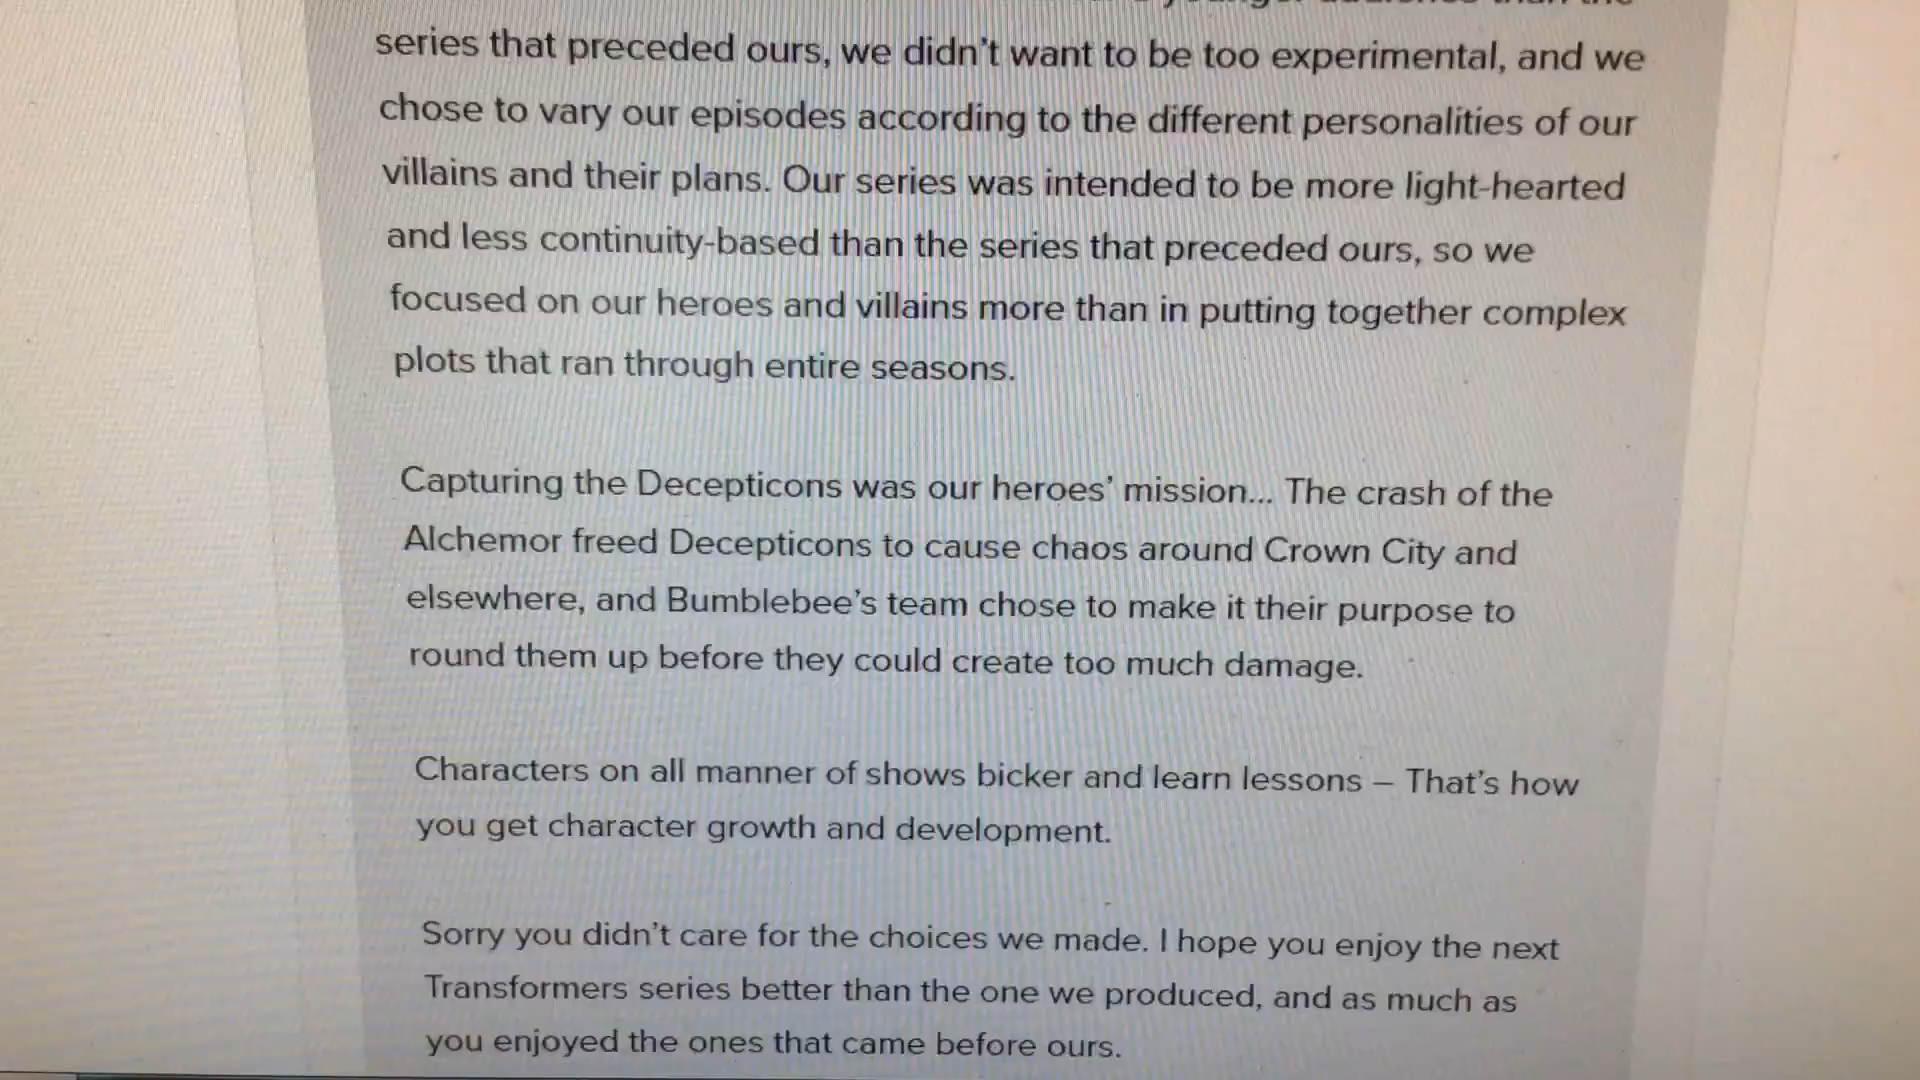 series that preceded ours, we didn't want to be too experimental, and we
chose to vary our episodes according to the different personalities of our
villains and their plans. Our series was intended to be more light-hearted
and less continuity-based than the series that preceded ours, so we
focused on our heroes and villains more than in putting together complex
plots that ran through entire seasons.
Capturing the Decepticons was our heroes' mission... The crash of the
Alchemor freed Decepticons to cause chaos around Crown City and
elsewhere, and Bumblebee's team chose to make it their purpose to
round them up before they could create too much damage.
Characters on all manner of shows bicker and learn lessons – That's how
you get character growth and development.
Sorry you didn't care for the choices we made. I hope you enjoy the next
Transformers series better than the one we produced, and as much as
you enjoyed the ones that came before ours.